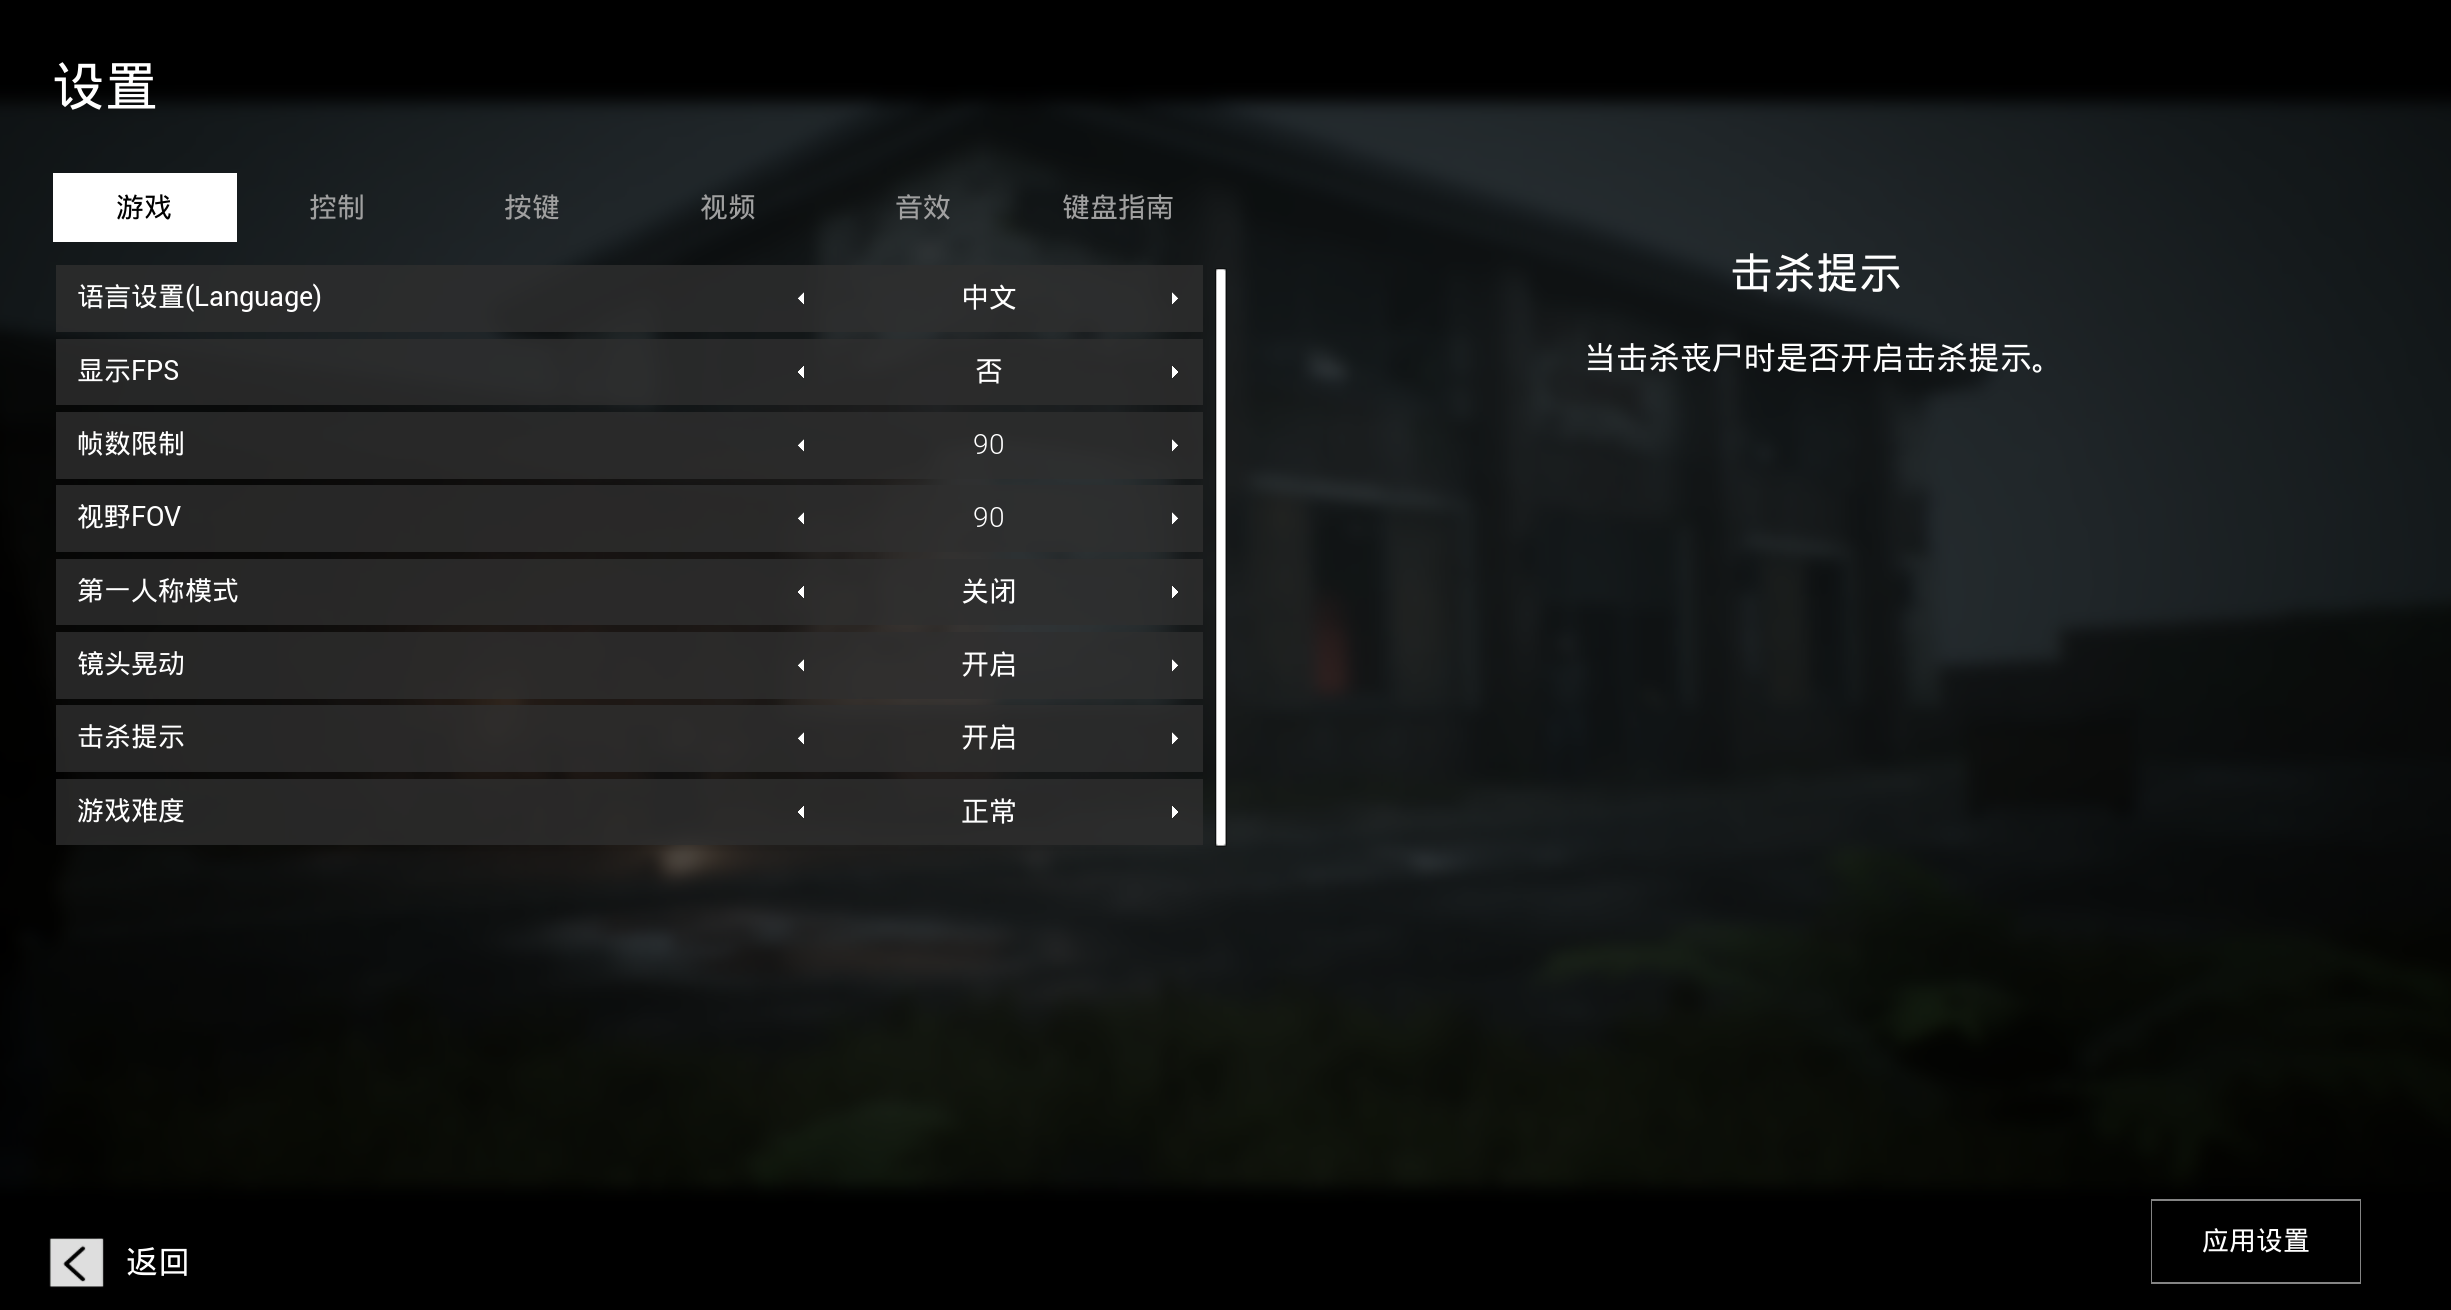 设置
游戏 控制 按键 视频 音效 键盘指南
语言设置(Language) 中文
显示FPS 否
帧数限制 90
视野FOV 90
第一人称模式 关闭
镜头晃动 开启
击杀提示 开启
游戏难度 正常
击杀提示
当击杀丧尸时是否开启击杀提示。
返回
应用设置